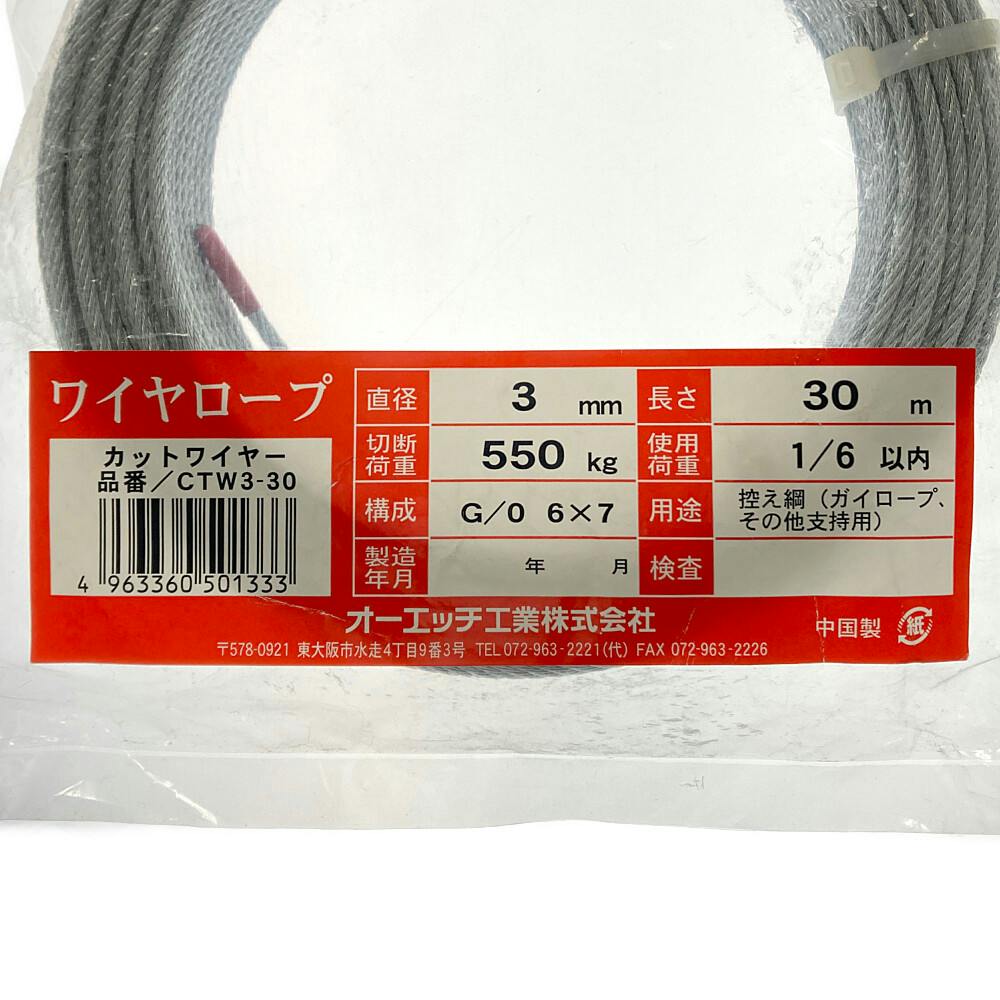 ワイヤロープ
カットワイヤー
品番/CTW3-30
4 963360 501333
直径 3 mm 長さ 30 m
切断荷重 550 kg 使用荷重 1/6 以内
構成 G/0 6×7 用途 控え綱（ガイロープ、
その他支持用）
製造年月 年 月 検査
オーエッチ工業株式会社
中国製 紙
〒578-0921 東大阪市水走4丁目9番3号 TEL 072-963-2221(代) FAX 072-963-2226